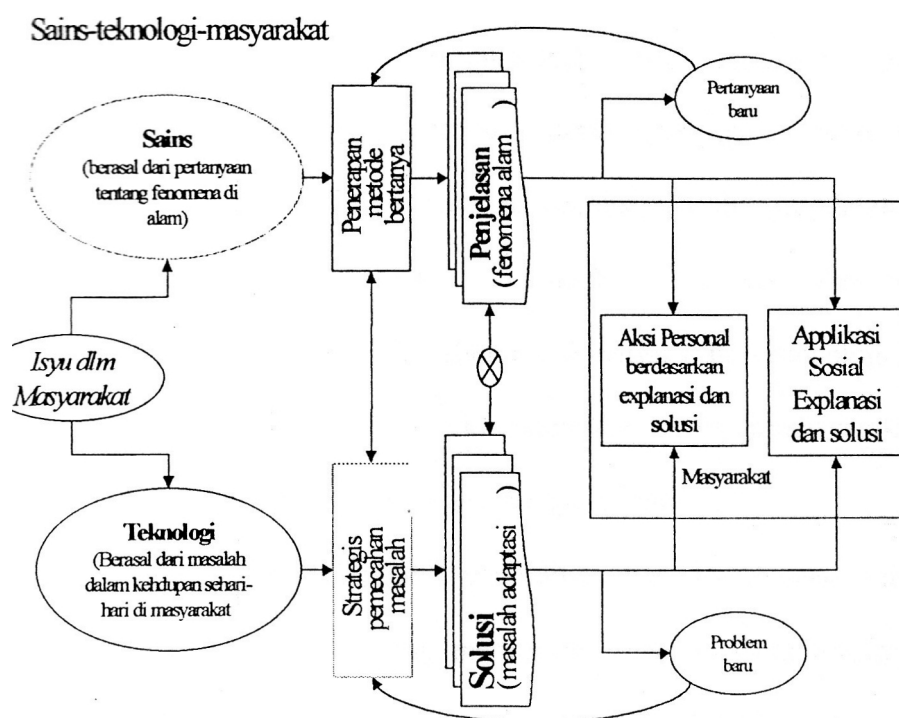 Sains-teknologi-masyarakat
Sains
(berasal dari pertanyaan
tentang fenomena di
alam)
Penerapan
metode
bertanya
Penjelasan
(fenomena alam )
Pertanyaan
baru
Isyu dlm
Masyarakat
Aksi Personal
berdasarkan
explanasi dan
solusi
Applikasi
Sosial
Explanasi
dan solusi
Masyarakat
Teknologi
(Berasal dari masalah
dalam kehdupan sehari-
hari di masyarakat
Strategis
pemecahan
masalah
Solusi
(masalah adaptasi )
Problem
baru